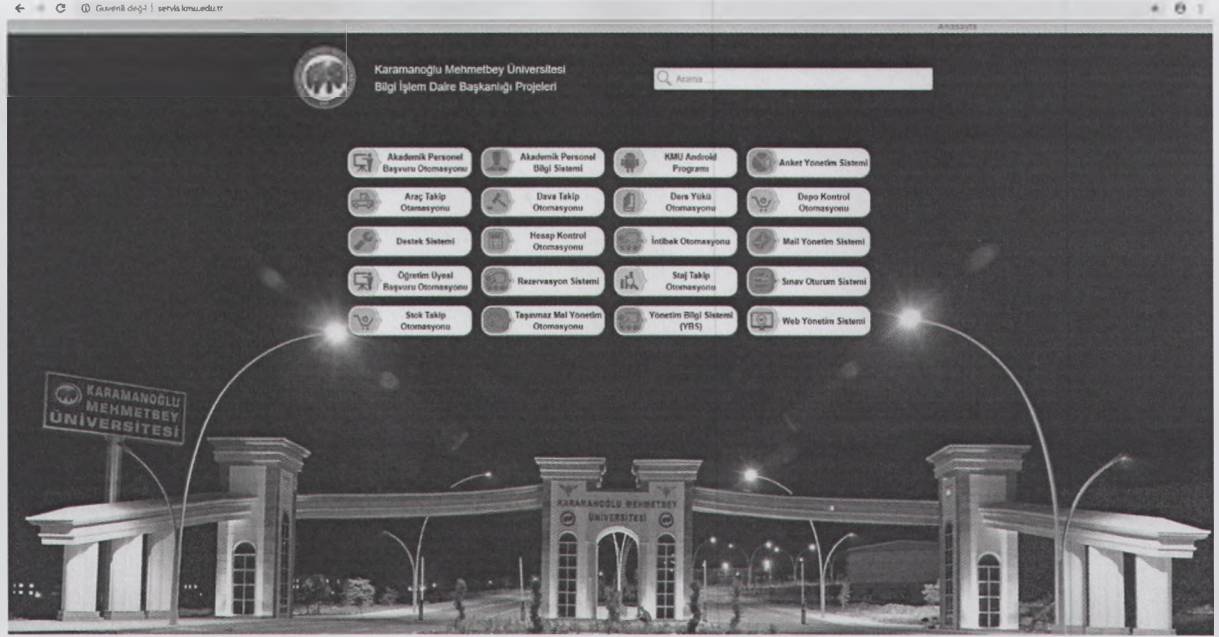 Güvenli değil | servis.kmu.edu.tr
Anasayfa
Karamanoğlu Mehmetbey Üniversitesi
Bilgi İşlem Daire Başkanlığı Projeleri
Arama ...
Akademik Personel
Başvuru Otomasyonu
Akademik Personel
Bilgi Sistemi
KMU Android
Programı
Anket Yönetim Sistemi
Araç Takip
Otomasyonu
Dava Takip
Otomasyonu
Ders Yükü
Otomasyonu
Depo Kontrol
Otomasyonu
Destek Sistemi
Hesap Kontrol
Otomasyonu
İntibak Otomasyonu
Mail Yönetim Sistemi
Öğretim Üyesi
Başvuru Otomasyonu
Rezervasyon Sistemi
Staj Takip
Otomasyonu
Sınav Oturum Sistemi
Stok Takip
Otomasyonu
Taşınmaz Mal Yönetim
Otomasyonu
Yönetim Bilgi Sistemi
(YBS)
Web Yönetim Sistemi
KARAMANOĞLU
MEHMETBEY
ÜNİVERSİTESİ
KARAMANOĞLU MEHMETBEY
ÜNİVERSİTESİ